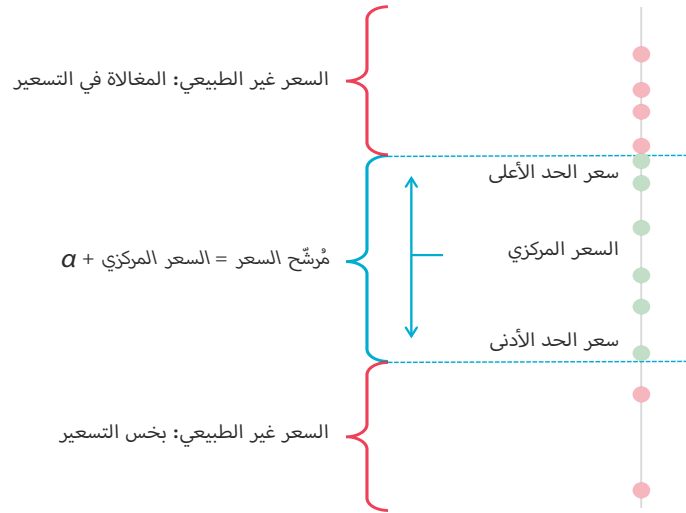 السعر غير الطبيعي: المغالاة في التسعير
سعر الحد الأعلى
السعر المركزي
مُرشّح السعر = السعر المركزي + α
سعر الحد الأدنى
السعر غير الطبيعي: بخس التسعير